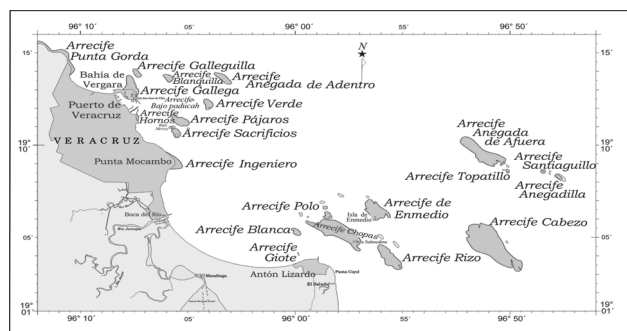 96° 10'
96° 00'
55'
96° 50'
15'
15'
N
Arrecife
Punta Gorda
Arrecife Galleguilla
Bahía de
Vergara
Arrecife
Blanquilla
Arrecife
Anegada de Adentro
Arrecife Gallega
Puerto de
Veracruz
Arrecife
Bajo paducah
Arrecife Verde
Arrecife
Hornos
Arrecife Pájaros
Arrecife Sacrificios
VERACRUZ
19°
10'
19°
10'
Punta Mocambo
Arrecife Ingeniero
Arrecife
Anegada
de Afuera
Arrecife
Santiaguillo
Arrecife Topatillo
Arrecife
Anegadilla
Boca del Río
Río Jamapa
Arrecife Polo
Isla de
Enmedio
Arrecife de
Enmedio
Arrecife Blanca
Arrecife Chopas
Arrecife Cabezo
05'
05'
Arrecife
Giote
Arrecife Rizo
Antón Lizardo
Punta Coyol
Mandinga
El Salado
19°
01'
19°
01'
96° 10'
96° 00'
55'
96° 50'